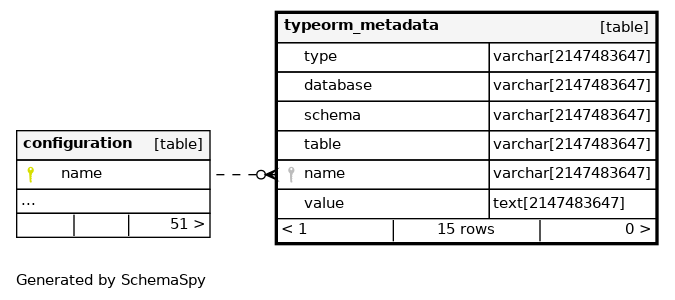 typeorm_metadata [table]
type varchar[2147483647]
database varchar[2147483647]
schema varchar[2147483647]
table varchar[2147483647]
name varchar[2147483647]
value text[2147483647]
< 1 15 rows 0 >
configuration [table]
name
...
51 >
Generated by SchemaSpy